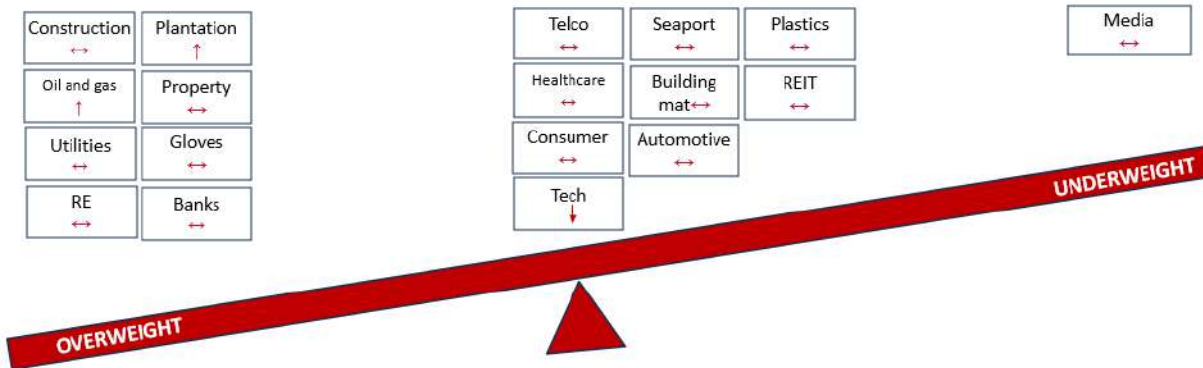 Construction
↔
Plantation
↑
Oil and gas
↑
Property
↔
Utilities
↔
Gloves
↔
RE
↔
Banks
↔
Telco
↔
Seaport
↔
Plastics
↔
Healthcare
↔
Building
mat↔
REIT
↔
Consumer
↔
Automotive
↔
Tech
↓
Media
↔
UNDERWEIGHT
OVERWEIGHT